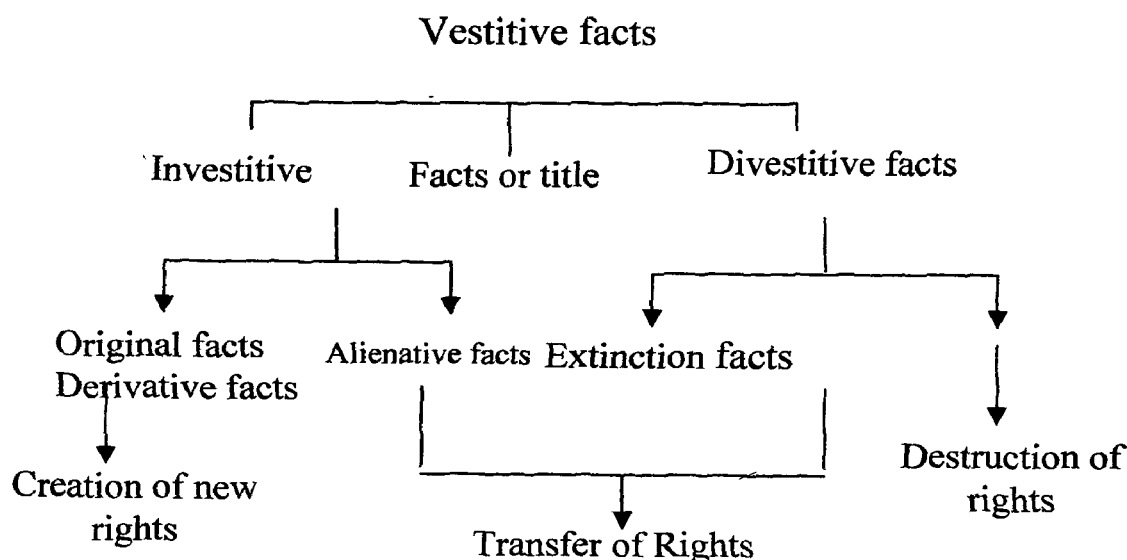 Vestitive facts
Investitive
Facts or title
Divestitive facts
Original facts
Derivative facts
Alienative facts
Extinction facts
Creation of new
rights
Transfer of Rights
Destruction of
rights